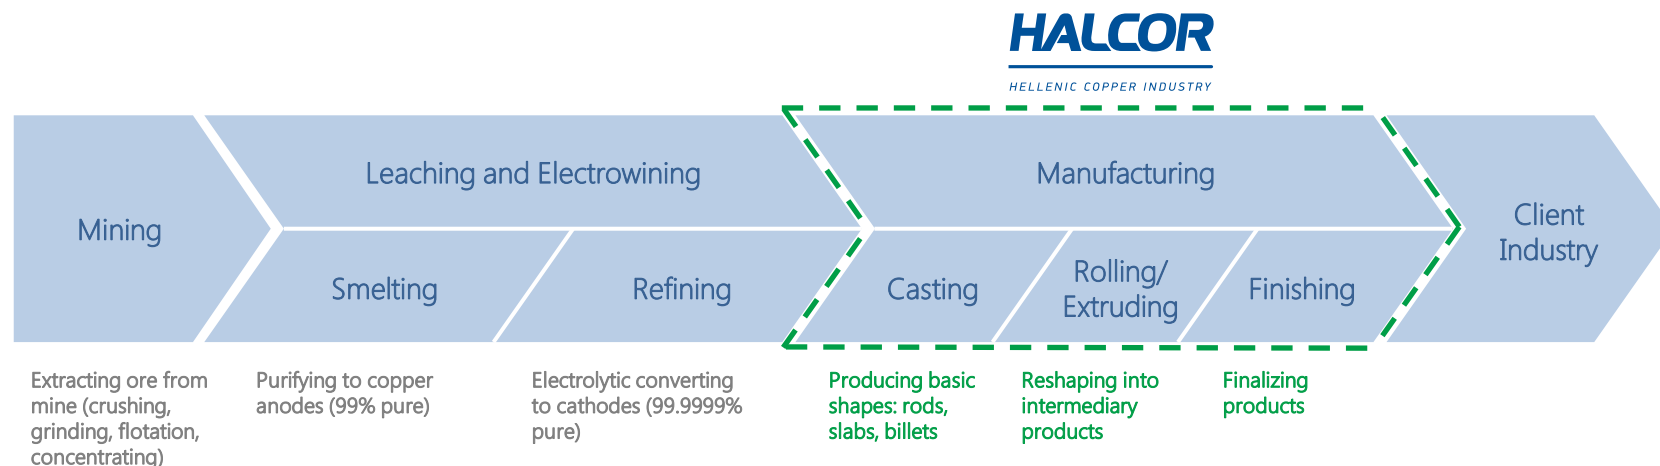 HALCOR
HELLENIC COPPER INDUSTRY
Mining
Leaching and Electrowining
Smelting
Refining
Manufacturing
Casting
Rolling/
Extruding
Finishing
Client
Industry
Extracting ore from
mine (crushing,
grinding, flotation,
concentrating)
Purifying to copper
anodes (99% pure)
Electrolytic converting
to cathodes (99.9999%
pure)
Producing basic
shapes: rods,
slabs, billets
Reshaping into
intermediary
products
Finalizing
products